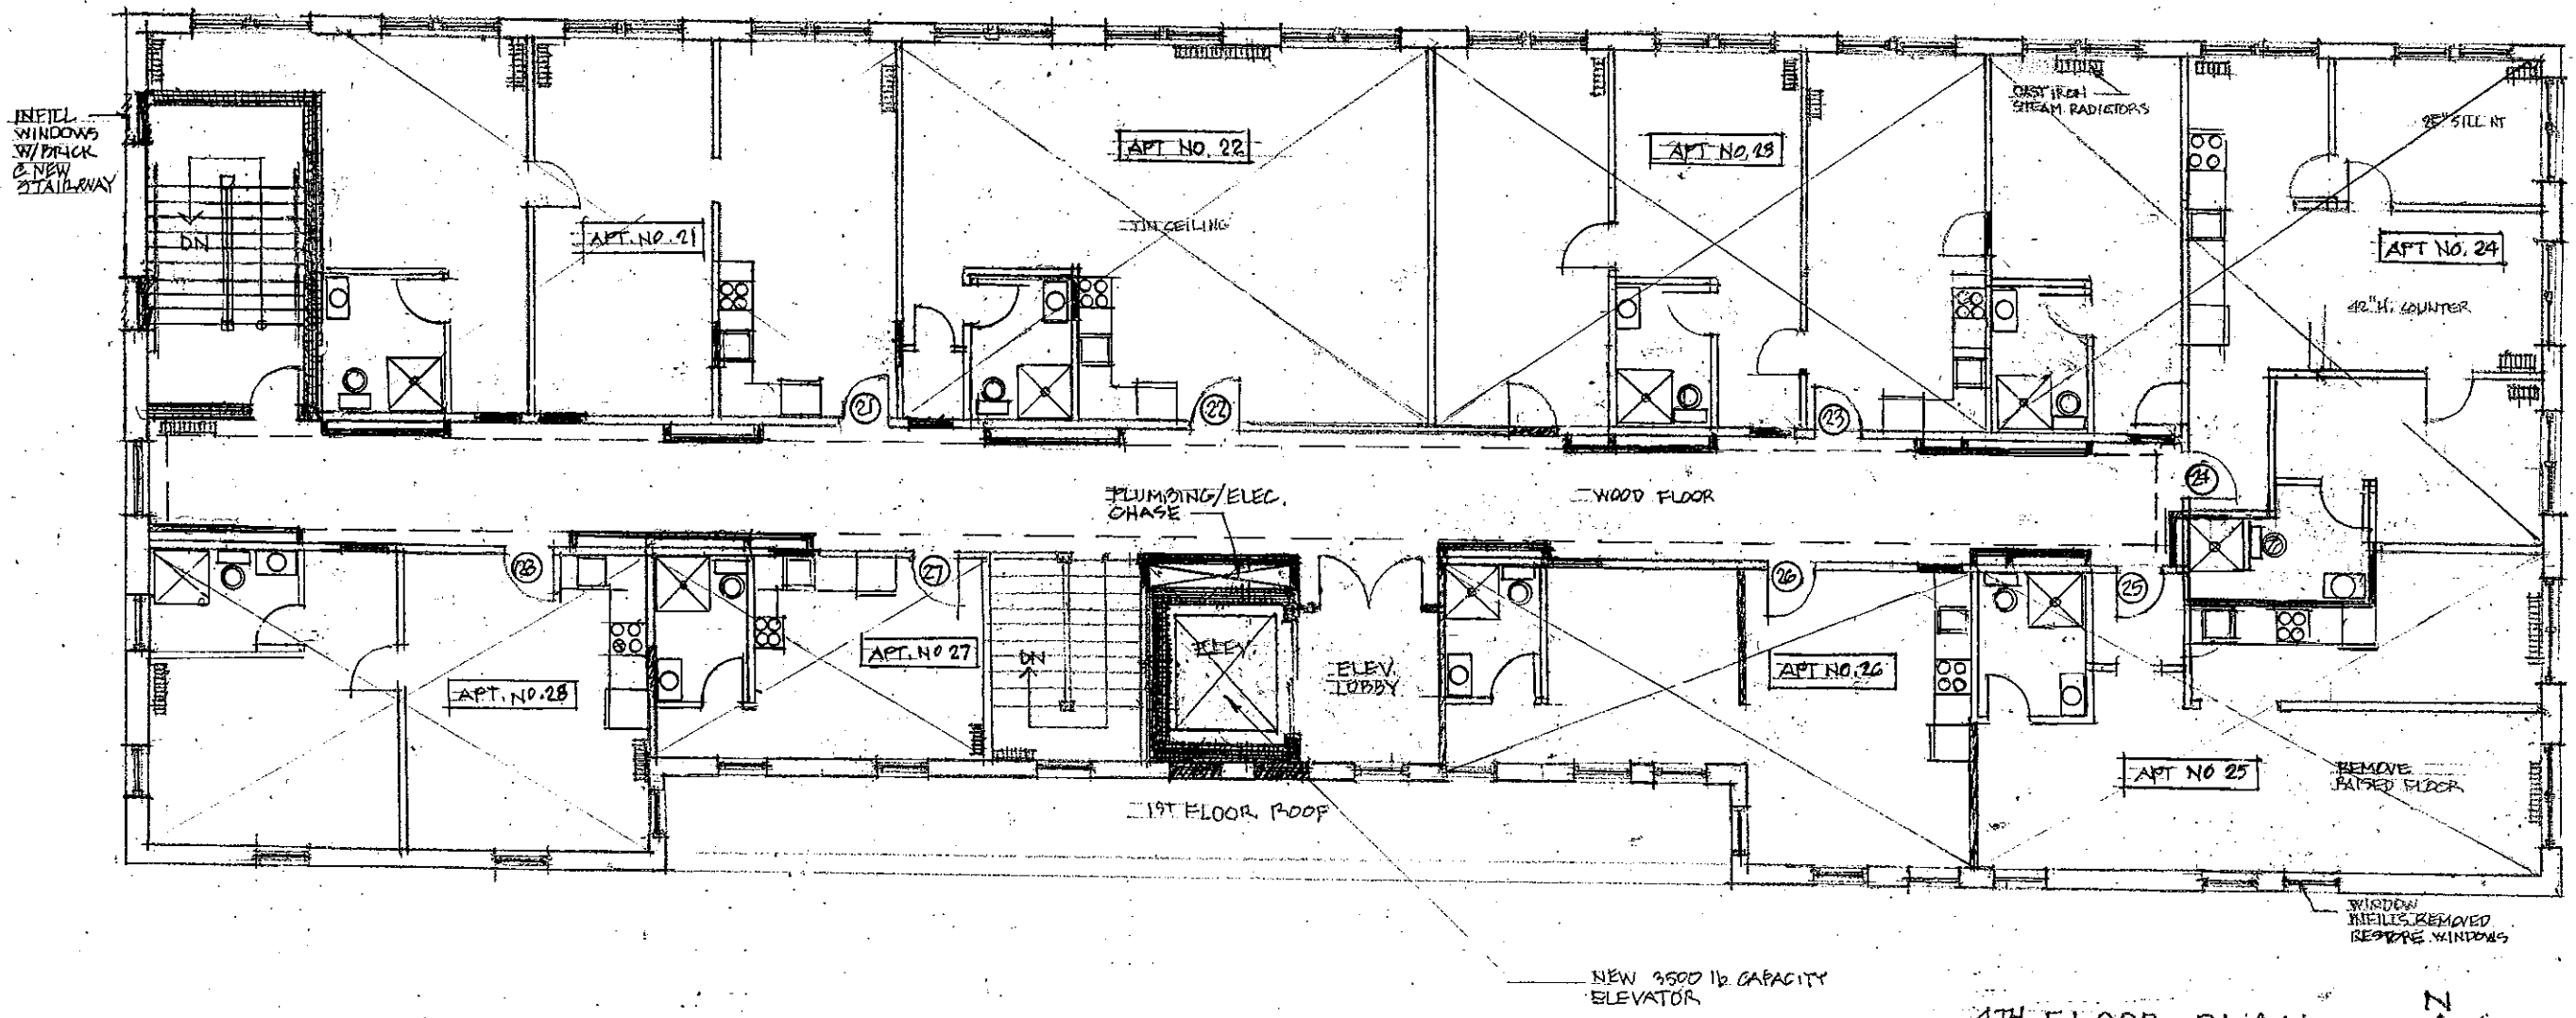 INFILL
WINDOWS
W/ BRICK
@ NEW
STAIRWAY
DN
APT. NO. 21
APT NO. 22
TIN CEILING
APT NO. 23
CAST IRON
STEAM RADIATORS
APT NO. 24
42" H. COUNTER
21
22
23
24
PLUMBING/ELEC.
CHASE
WOOD FLOOR
28
27
26
25
APT. NO. 28
APT. NO 27
DN
ELEV.
ELEV.
LOBBY
APT NO. 26
APT NO 25
REMOVE
RAISED FLOOR
1ST FLOOR ROOF
WINDOW
INFILLS REMOVED
RESTORE WINDOWS
NEW 3500 lb CAPACITY
ELEVATOR
4TH FLOOR PLAN
N